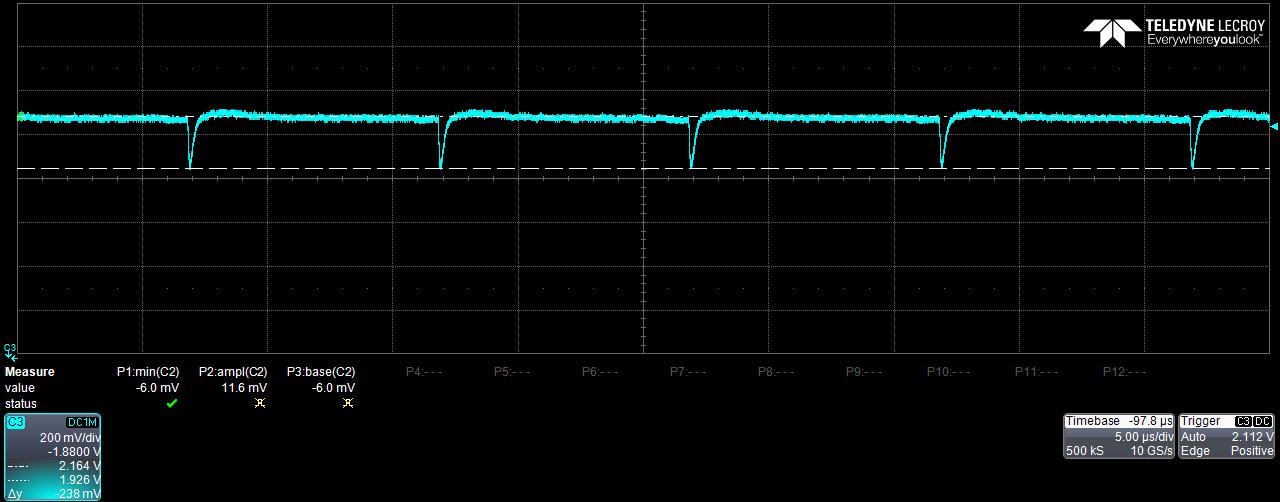 TELEDYNE LECROY
Everywhereyoulook™
C3
Measure P1:min(C2) P2:ampl(C2) P3:base(C2) P4:--- P5:--- P6:--- P7:--- P8:--- P9:--- P10:--- P11:--- P12:---
value -6.0 mV 11.6 mV -6.0 mV
status
C3 DC1M
200 mV/div
-1.8800 V
2.164 V
1.926 V
Δy -238 mV
Timebase -97.8 µs
5.00 µs/div
500 kS 10 GS/s
Trigger C3 DC
Auto 2.112 V
Edge Positive